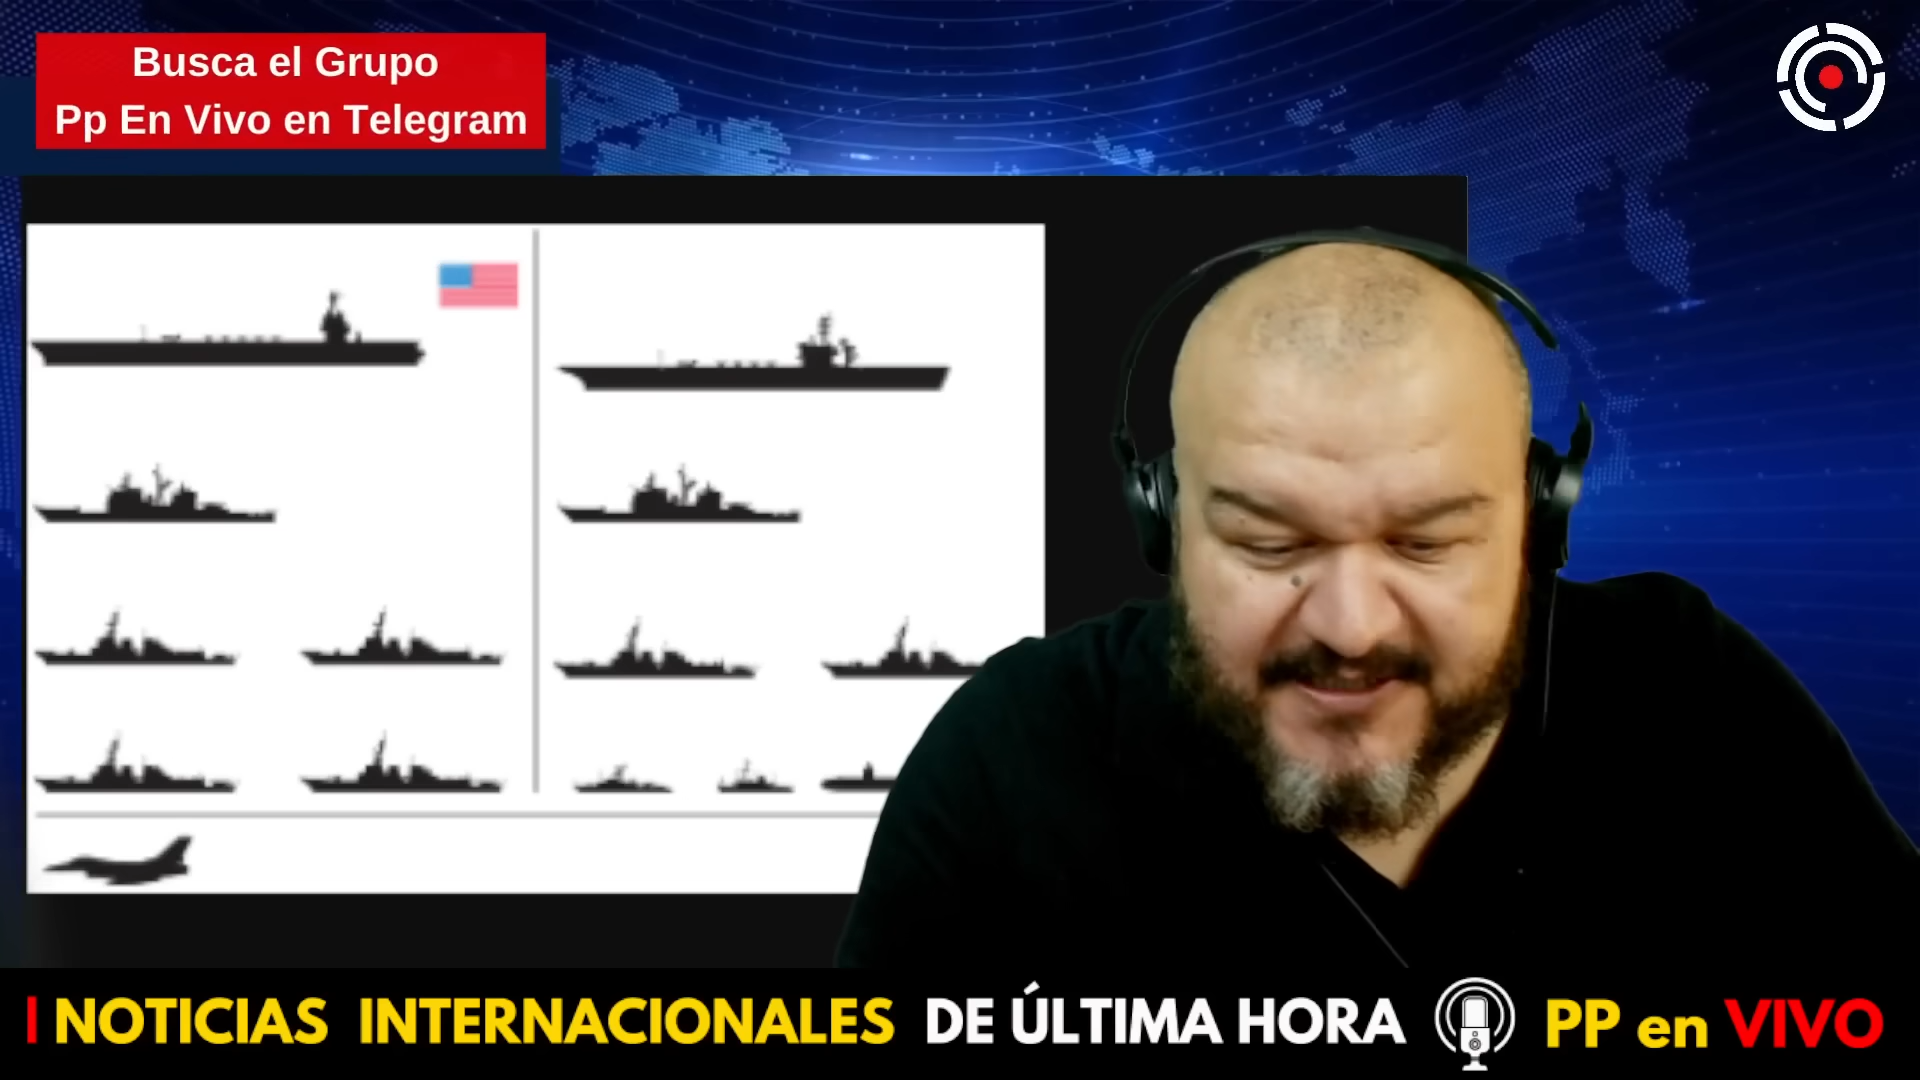 Busca el Grupo
Pp En Vivo en Telegram
NOTICIAS INTERNACIONALES DE ÚLTIMA HORA PP en VIVO